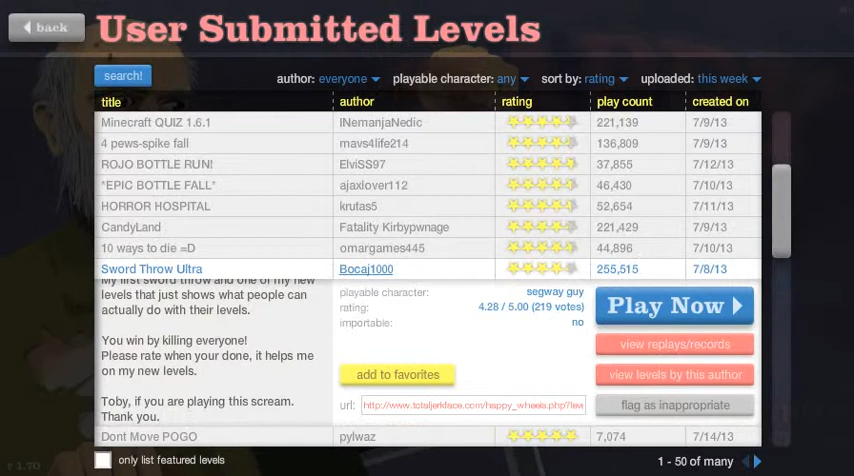 back
User Submitted Levels
search!
author: everyone playable character: any sort by: rating uploaded: this week
title author rating play count created on
Minecraft QUIZ 1.6.1 INemanjaNedic 221,139 7/9/13
4 pews-spike fall mavs4life214 136,809 7/9/13
ROJO BOTTLE RUN! ElviSS97 37,855 7/12/13
*EPIC BOTTLE FALL* ajaxlover112 46,430 7/10/13
HORROR HOSPITAL krutas5 52,654 7/11/13
CandyLand Fatality Kirbypwnage 221,429 7/9/13
10 ways to die =D omargames445 44,896 7/10/13
Sword Throw Ultra Bocaj1000 255,515 7/8/13
My first sword throw and one of my new
levels that just shows what people can
actually do with their levels.
You win by killing everyone!
Please rate when your done, it helps me
on my new levels.
Toby, if you are playing this scream.
Thank you.
playable character: segway guy
rating: 4.28 / 5.00 (219 votes)
importable: no
add to favorites
url: http://www.totaljerkface.com/happy_wheels.php?lev
Play Now
view replays/records
view levels by this author
flag as inappropriate
Dont Move POGO pylwaz 7,074 7/14/13
only list featured levels
1 - 50 of many
v 1.70